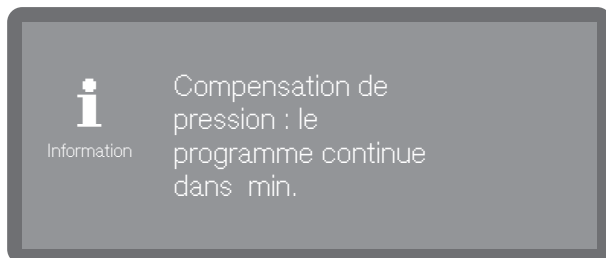 Information
Compensation de
pression : le
programme continue
dans  min.